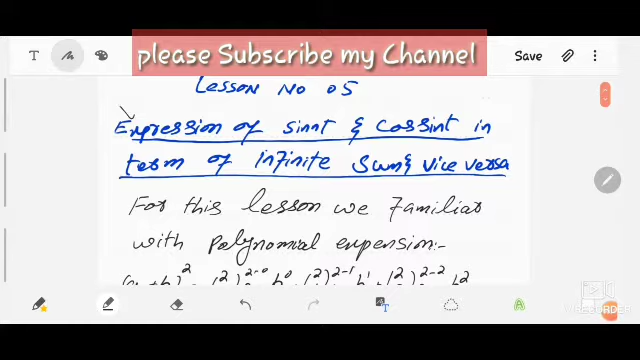 please Subscribe my Channel
T
Save
Lesson No 05
Expression of sinnt & cossint in
term of infinite Sum & vice versa
For this lesson we Familiar
with Polynomial expension:-
VIZERECORDER